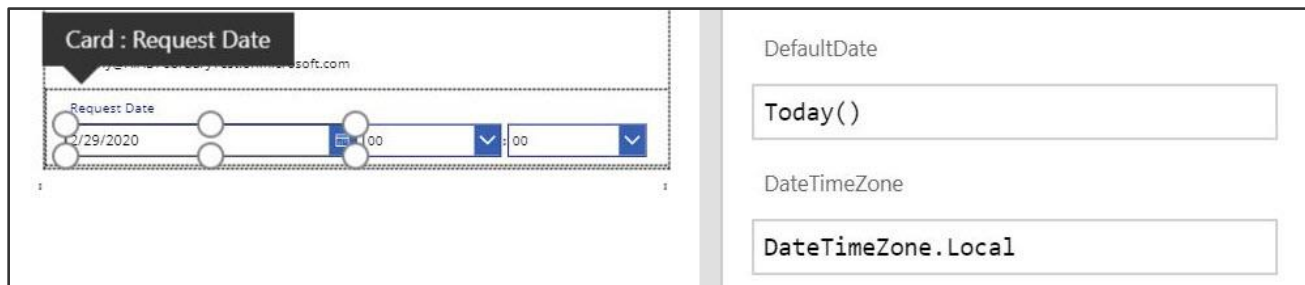 Card : Request Date
Request Date
2/29/2020
00
: 00
DefaultDate
Today()
DateTimeZone
DateTimeZone.Local